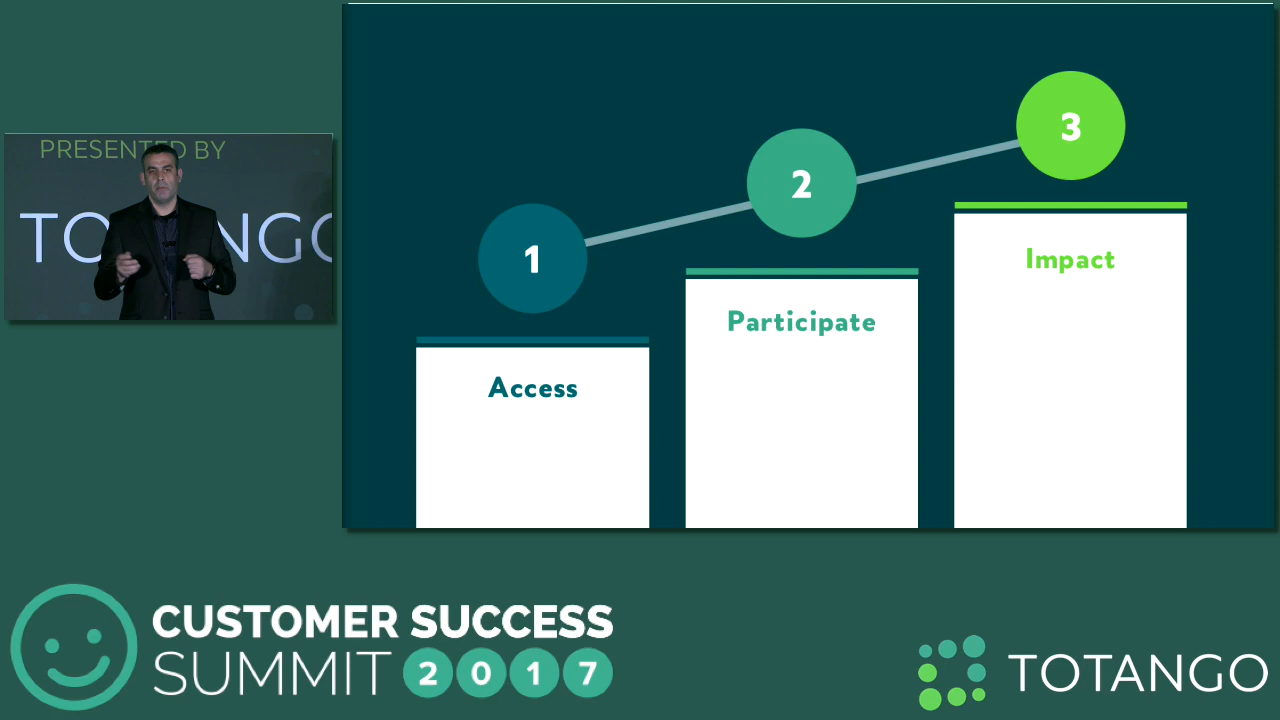 PRESENTED BY
TOTANGO
1
2
3
Access
Participate
Impact
CUSTOMER SUCCESS
SUMMIT 2017
TOTANGO